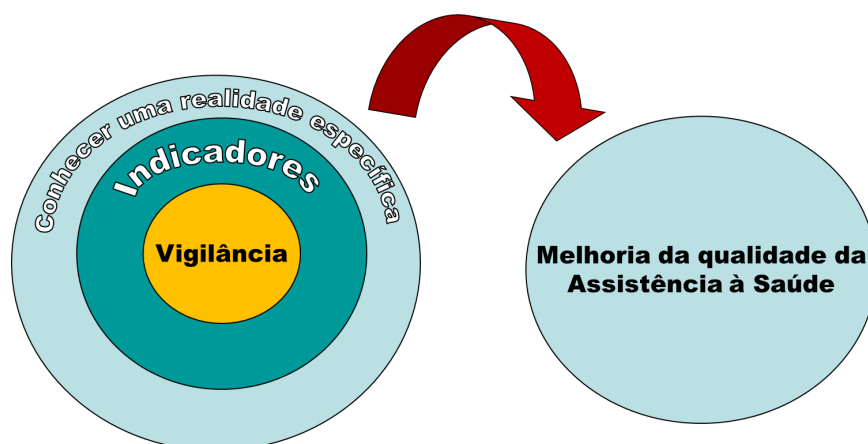 Conhecer uma realidade específica
Indicadores
Vigilância
Melhoria da qualidade da
Assistência à Saúde